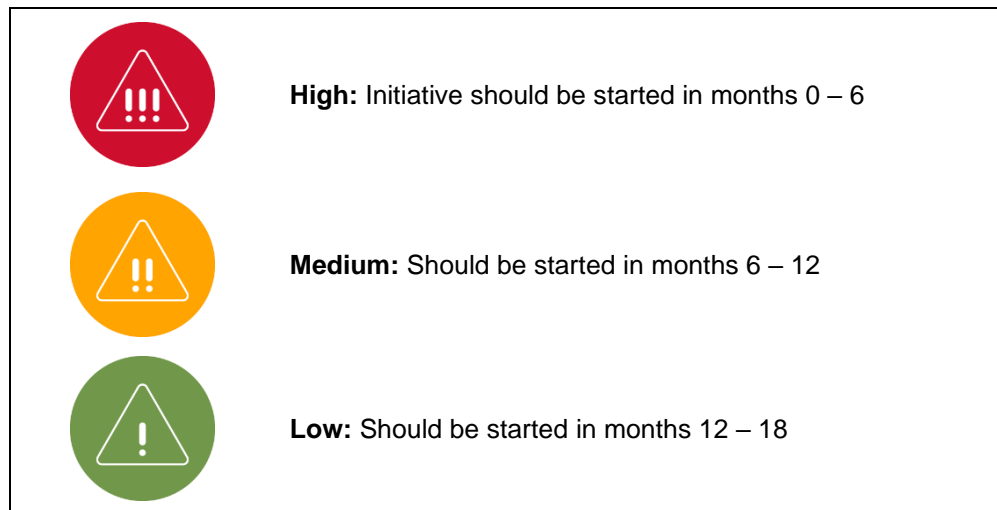 High: Initiative should be started in months 0 – 6
Medium: Should be started in months 6 – 12
Low: Should be started in months 12 – 18